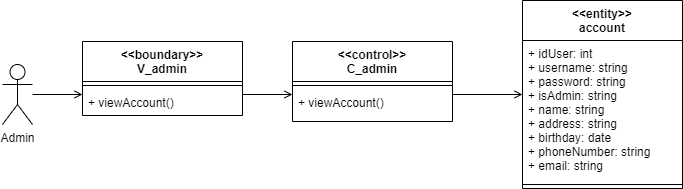 Admin
<<boundary>>
V_admin
+ viewAccount()
<<control>>
C_admin
+ viewAccount()
<<entity>>
account
+ idUser: int
+ username: string
+ password: string
+ isAdmin: string
+ name: string
+ address: string
+ birthday: date
+ phoneNumber: string
+ email: string